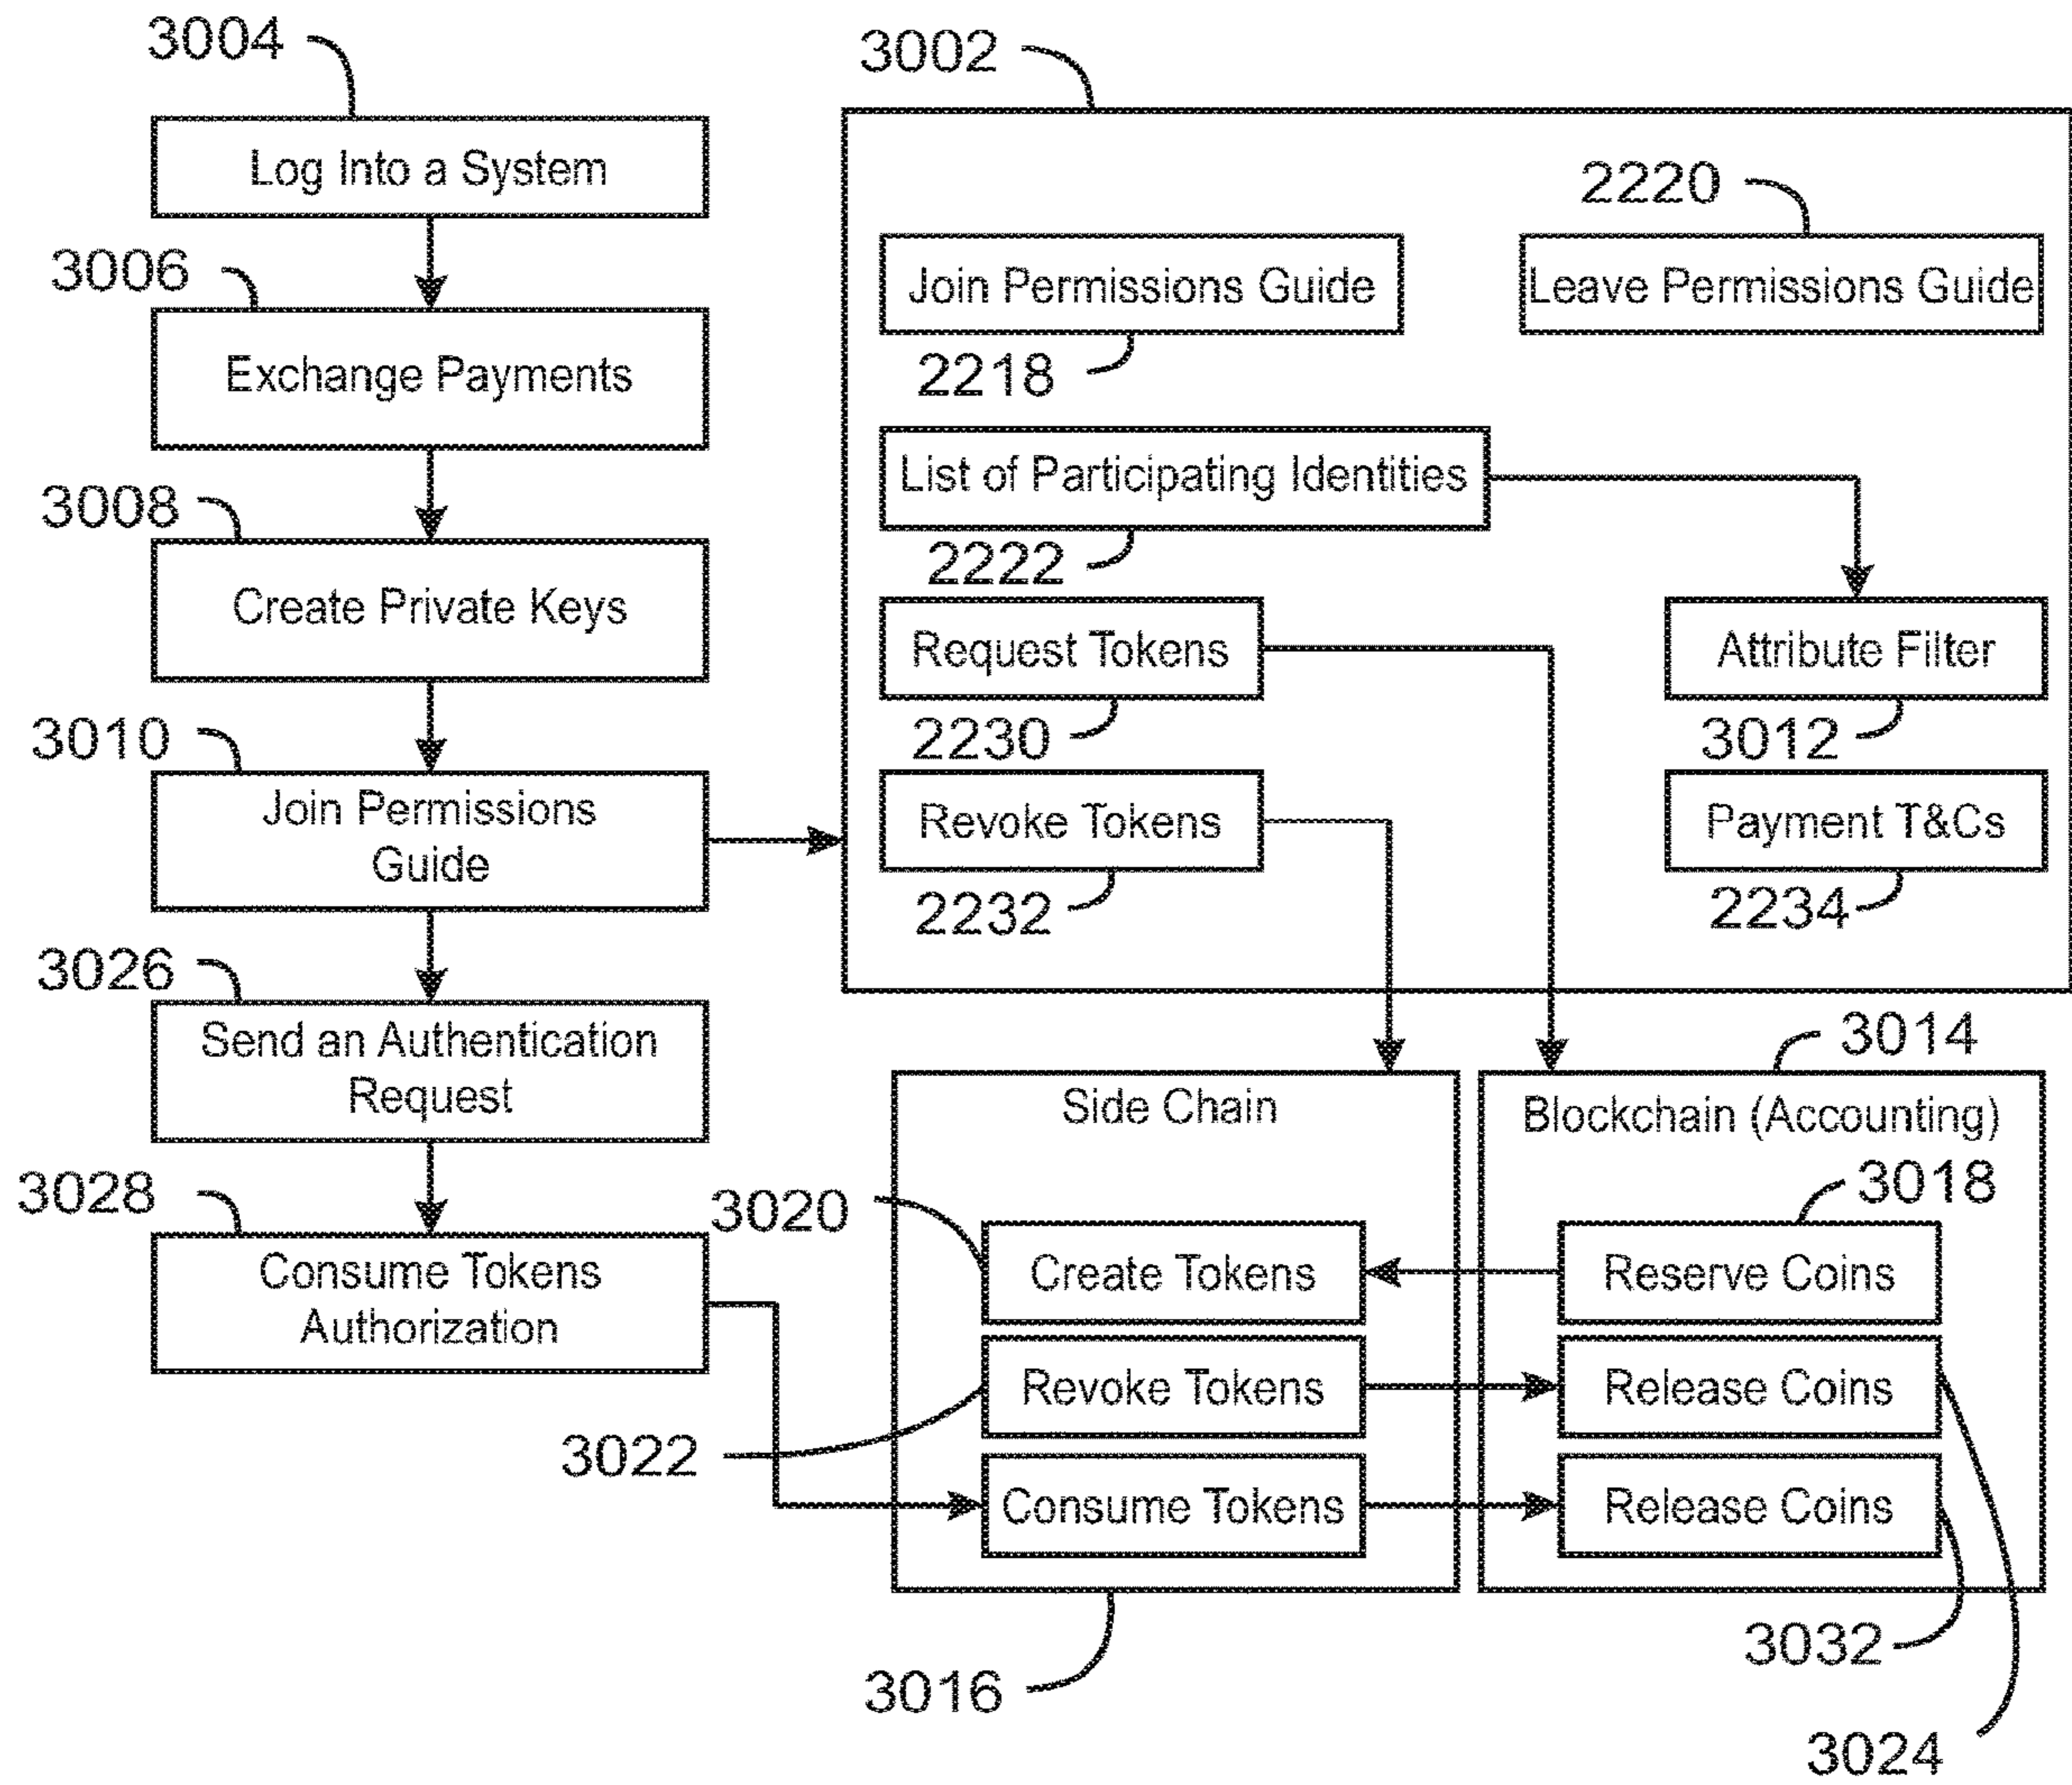 3004
Log Into a System
3006
Exchange Payments
3008
Create Private Keys
3010
Join Permissions
Guide
3026
Send an Authentication
Request
3028
Consume Tokens
Authorization
3002
2220
Join Permissions Guide
Leave Permissions Guide
2218
List of Participating Identities
2222
Request Tokens
Attribute Filter
2230
3012
Revoke Tokens
Payment T&Cs
2232
2234
3014
Side Chain
Blockchain (Accounting)
3018
3020
Create Tokens
Reserve Coins
Revoke Tokens
Release Coins
3022
Consume Tokens
Release Coins
3032
3016
3024